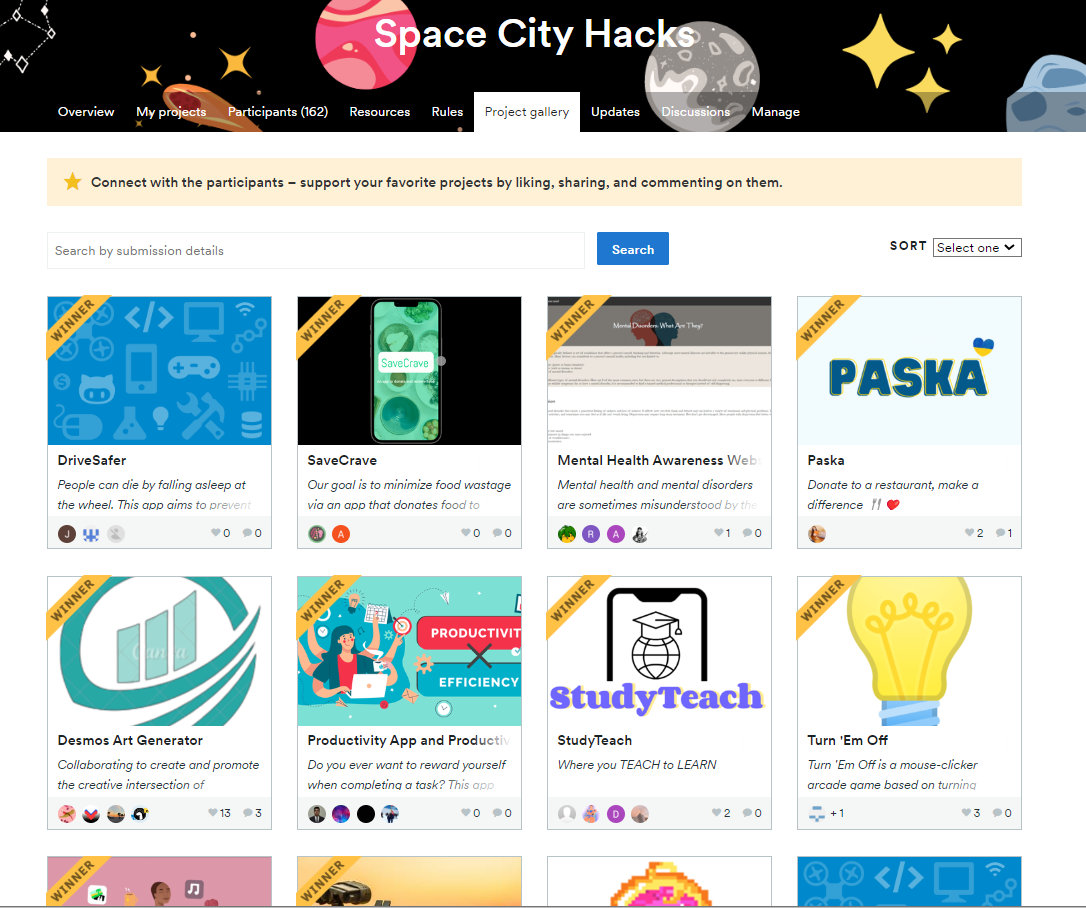 Space City Hacks
Overview
My projects
Participants (162)
Resources
Rules
Project gallery
Updates
Discussions
Manage
Connect with the participants – support your favorite projects by liking, sharing, and commenting on them.
Search by submission details
Search
SORT
Select one
WINNER
WINNER
SaveCrave
WINNER
Mental Disorders: What Are They?
WINNER
PASKA
DriveSafer
People can die by falling asleep at
the wheel. This app aims to prevent
J
0
0
SaveCrave
Our goal is to minimize food wastage
via an app that donates food to
A
0
0
Mental Health Awareness Web
Mental health and mental disorders
are sometimes misunderstood by the
R
A
1
0
Paska
Donate to a restaurant, make a
difference 🍴 ❤️
2
1
WINNER
Canva
WINNER
PRODUCTIVIT
EFFICIENCY
WINNER
StudyTeach
WINNER
Desmos Art Generator
Collaborating to create and promote
the creative intersection of
13
3
Productivity App and Productiv
Do you ever want to reward yourself
when completing a task? This app
0
0
StudyTeach
Where you TEACH to LEARN
D
2
0
Turn 'Em Off
Turn 'Em Off is a mouse-clicker
arcade game based on turning
+ 1
3
0
WINNER
WINNER